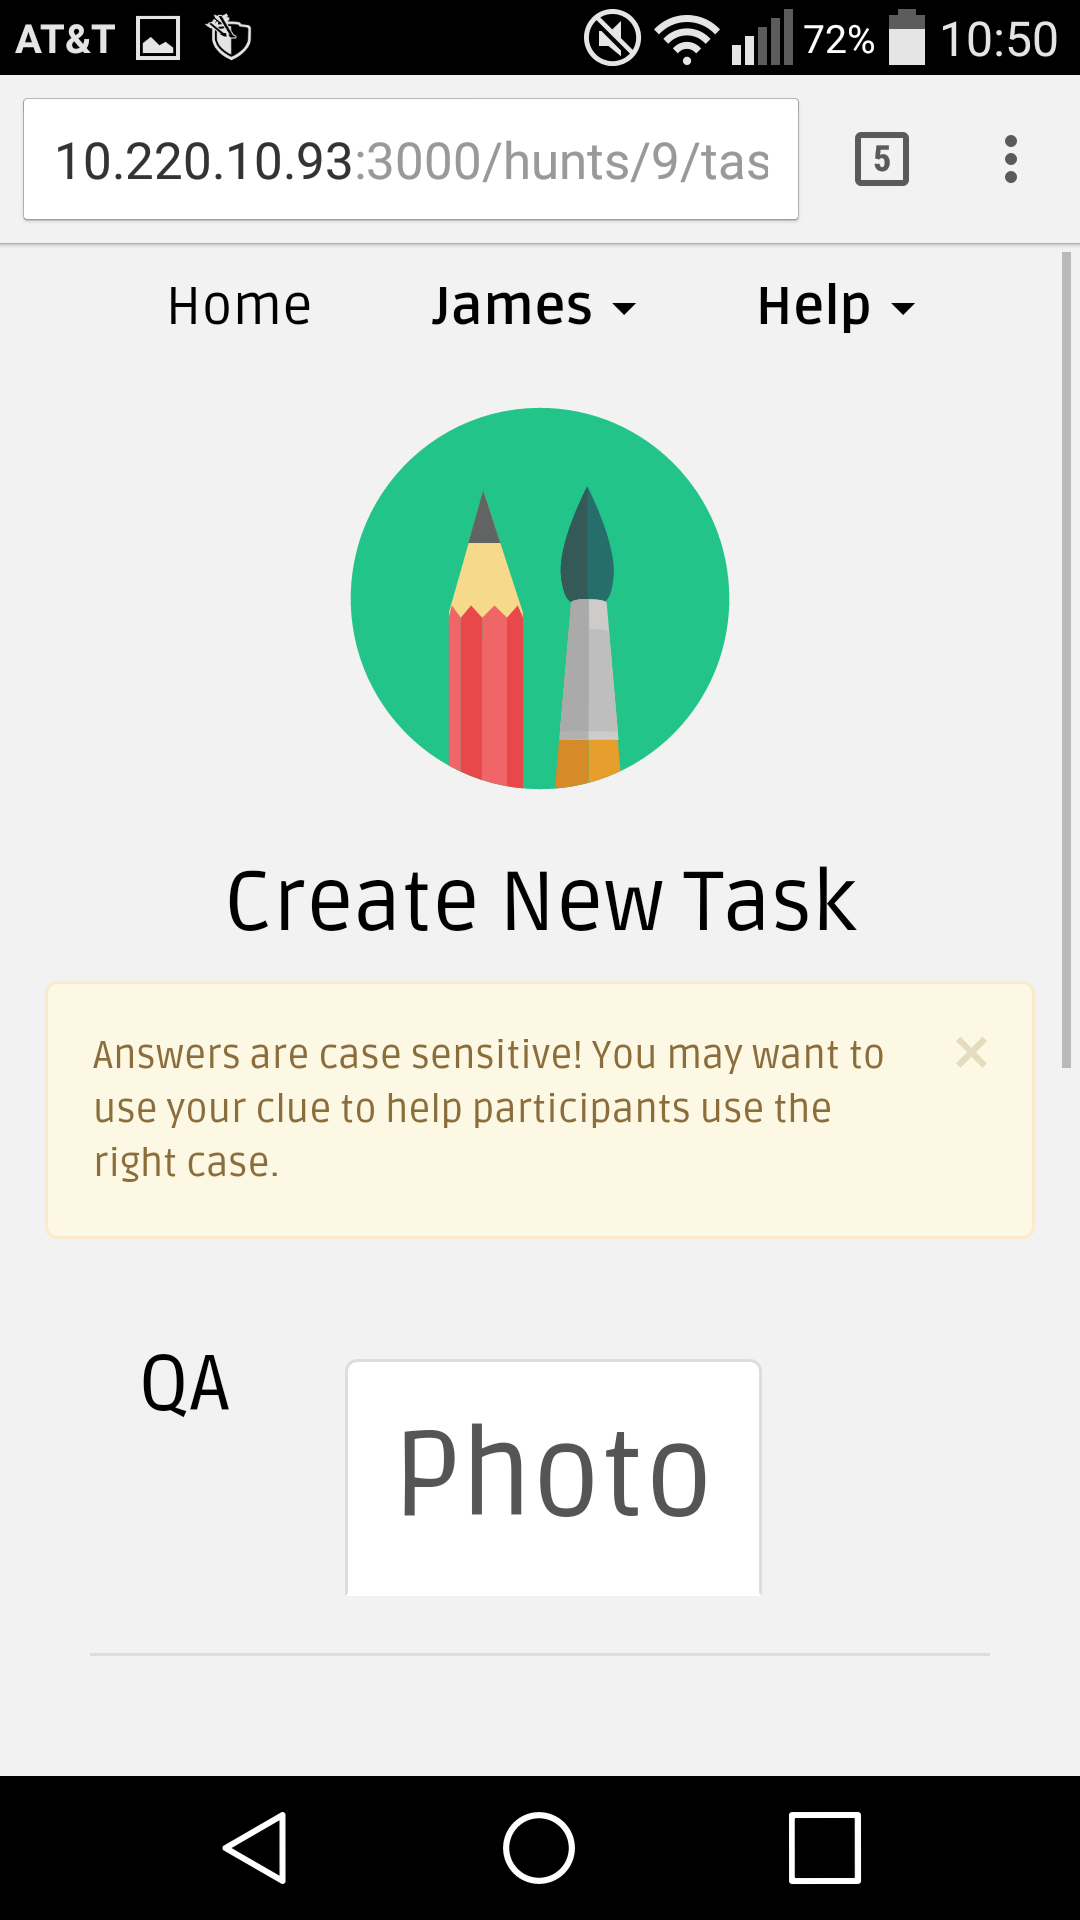 AT&T 72% 10:50
10.220.10.93:3000/hunts/9/tas 5
Home James Help
Create New Task
Answers are case sensitive! You may want to
use your clue to help participants use the
right case.
×
QA Photo